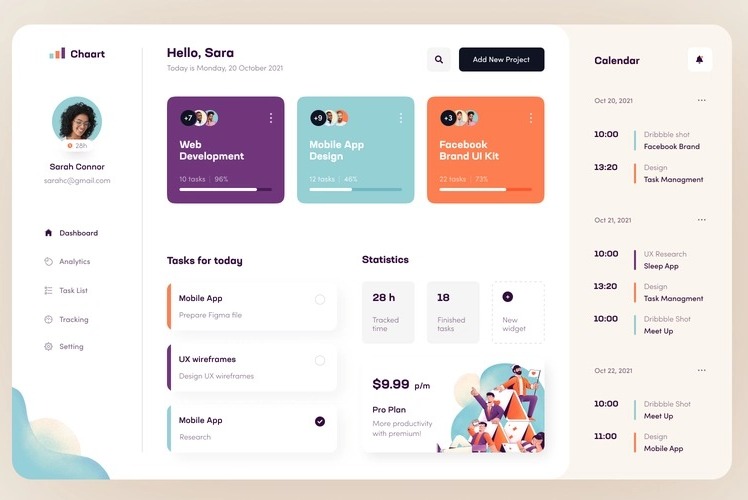 Chaart
28h
Sarah Connor
sarahc@gmail.com
Dashboard
Analytics
Task List
Tracking
Setting
Hello, Sara
Today is Monday, 20 October 2021
Add New Project
+7
Web
Development
10 tasks | 96%
+9
Mobile App
Design
12 tasks | 46%
+3
Facebook
Brand UI Kit
22 tasks | 73%
Tasks for today
Mobile App
Prepare Figma file
UX wireframes
Design UX wireframes
Mobile App
Research
Statistics
28 h
Tracked
time
18
Finished
tasks
New
widget
$9.99 p/m
Pro Plan
More productivity
with premium!
Calendar
Oct 20, 2021
10:00
Dribbble shot
Facebook Brand
13:20
Design
Task Managment
Oct 21, 2021
10:00
UX Research
Sleep App
13:20
Design
Task Managment
10:00
Dribbble Shot
Meet Up
Oct 22, 2021
10:00
Dribbble Shot
Meet Up
11:00
Design
Mobile App